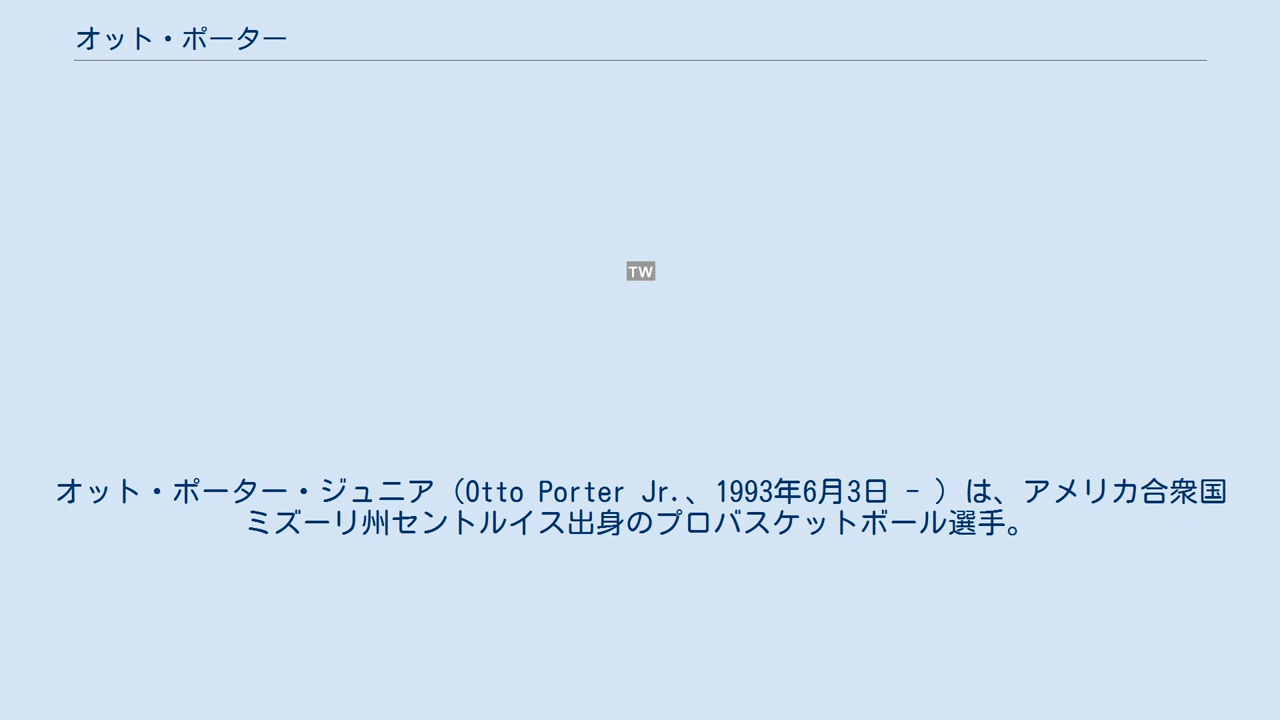 オット・ポーター
TW
オット・ポーター・ジュニア（Otto Porter Jr.、1993年6月3日 - ）は、アメリカ合衆国
ミズーリ州セントルイス出身のプロバスケットボール選手。